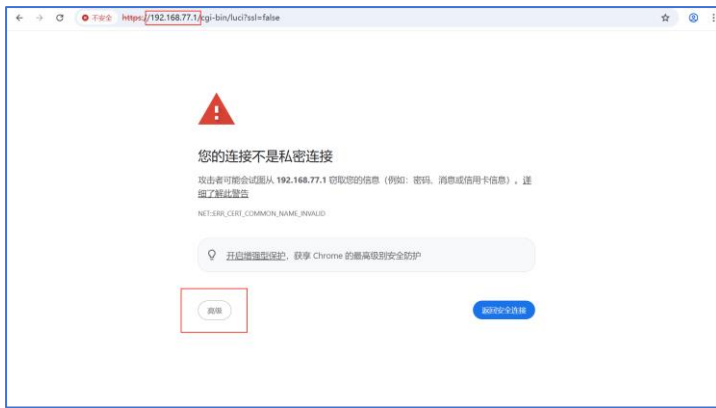 不安全 https://192.168.77.1/cgi-bin/luci?ssl=false
您的连接不是私密连接
攻击者可能会试图从 192.168.77.1 窃取您的信息（例如：密码、消息或信用卡信息）。详
细了解此警告
NET::ERR_CERT_COMMON_NAME_INVALID
开启增强型保护，获享 Chrome 的最高级别安全防护
高级
返回安全连接